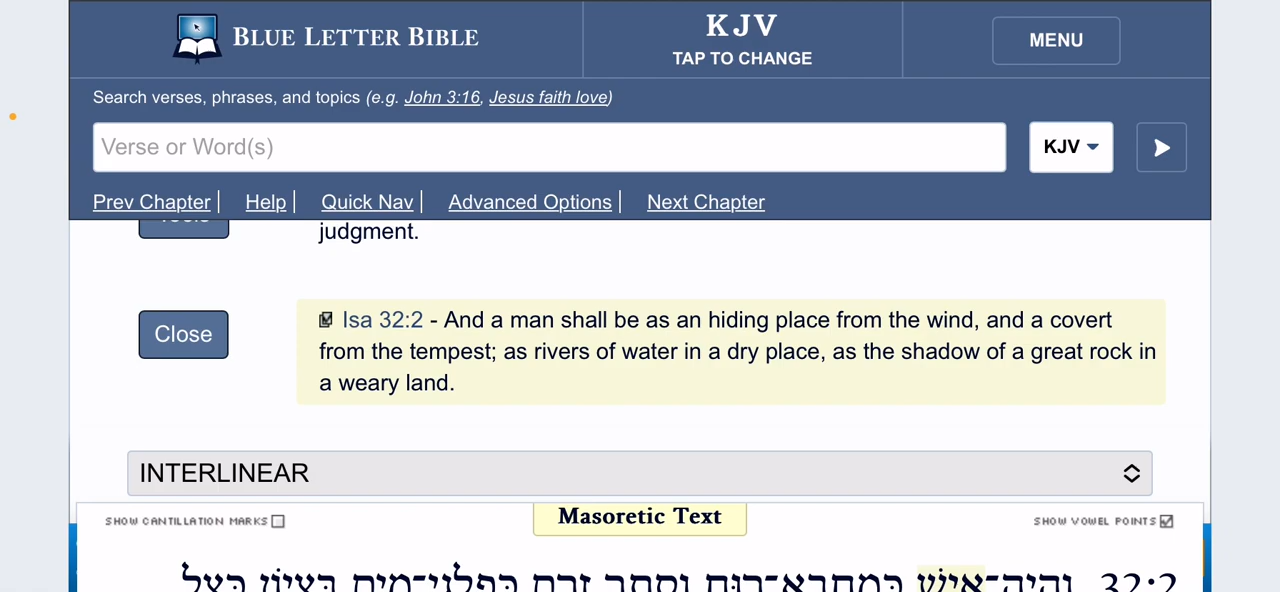 BLUE LETTER BIBLE
KJV
TAP TO CHANGE
MENU
Search verses, phrases, and topics (e.g. John 3:16, Jesus faith love)
Verse or Word(s)
KJV
Prev Chapter | Help | Quick Nav | Advanced Options | Next Chapter
Tools
judgment.
Close
Isa 32:2 - And a man shall be as an hiding place from the wind, and a covert
from the tempest; as rivers of water in a dry place, as the shadow of a great rock in
a weary land.
INTERLINEAR
SHOW CANTILLATION MARKS
Masoretic Text
SHOW VOWEL POINTS
32:2